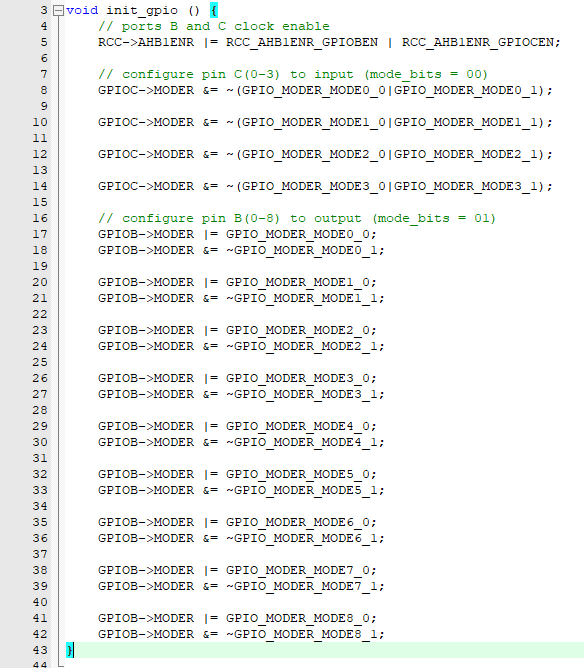 3 void init_gpio () {
4 // ports B and C clock enable
5 RCC->AHB1ENR |= RCC_AHB1ENR_GPIOBEN | RCC_AHB1ENR_GPIOCEN;
6
7 // configure pin C(0-3) to input (mode_bits = 00)
8 GPIOC->MODER &= ~(GPIO_MODER_MODE0_0|GPIO_MODER_MODE0_1);
9
10 GPIOC->MODER &= ~(GPIO_MODER_MODE1_0|GPIO_MODER_MODE1_1);
11
12 GPIOC->MODER &= ~(GPIO_MODER_MODE2_0|GPIO_MODER_MODE2_1);
13
14 GPIOC->MODER &= ~(GPIO_MODER_MODE3_0|GPIO_MODER_MODE3_1);
15
16 // configure pin B(0-8) to output (mode_bits = 01)
17 GPIOB->MODER |= GPIO_MODER_MODE0_0;
18 GPIOB->MODER &= ~GPIO_MODER_MODE0_1;
19
20 GPIOB->MODER |= GPIO_MODER_MODE1_0;
21 GPIOB->MODER &= ~GPIO_MODER_MODE1_1;
22
23 GPIOB->MODER |= GPIO_MODER_MODE2_0;
24 GPIOB->MODER &= ~GPIO_MODER_MODE2_1;
25
26 GPIOB->MODER |= GPIO_MODER_MODE3_0;
27 GPIOB->MODER &= ~GPIO_MODER_MODE3_1;
28
29 GPIOB->MODER |= GPIO_MODER_MODE4_0;
30 GPIOB->MODER &= ~GPIO_MODER_MODE4_1;
31
32 GPIOB->MODER |= GPIO_MODER_MODE5_0;
33 GPIOB->MODER &= ~GPIO_MODER_MODE5_1;
34
35 GPIOB->MODER |= GPIO_MODER_MODE6_0;
36 GPIOB->MODER &= ~GPIO_MODER_MODE6_1;
37
38 GPIOB->MODER |= GPIO_MODER_MODE7_0;
39 GPIOB->MODER &= ~GPIO_MODER_MODE7_1;
40
41 GPIOB->MODER |= GPIO_MODER_MODE8_0;
42 GPIOB->MODER &= ~GPIO_MODER_MODE8_1;
43 }
44